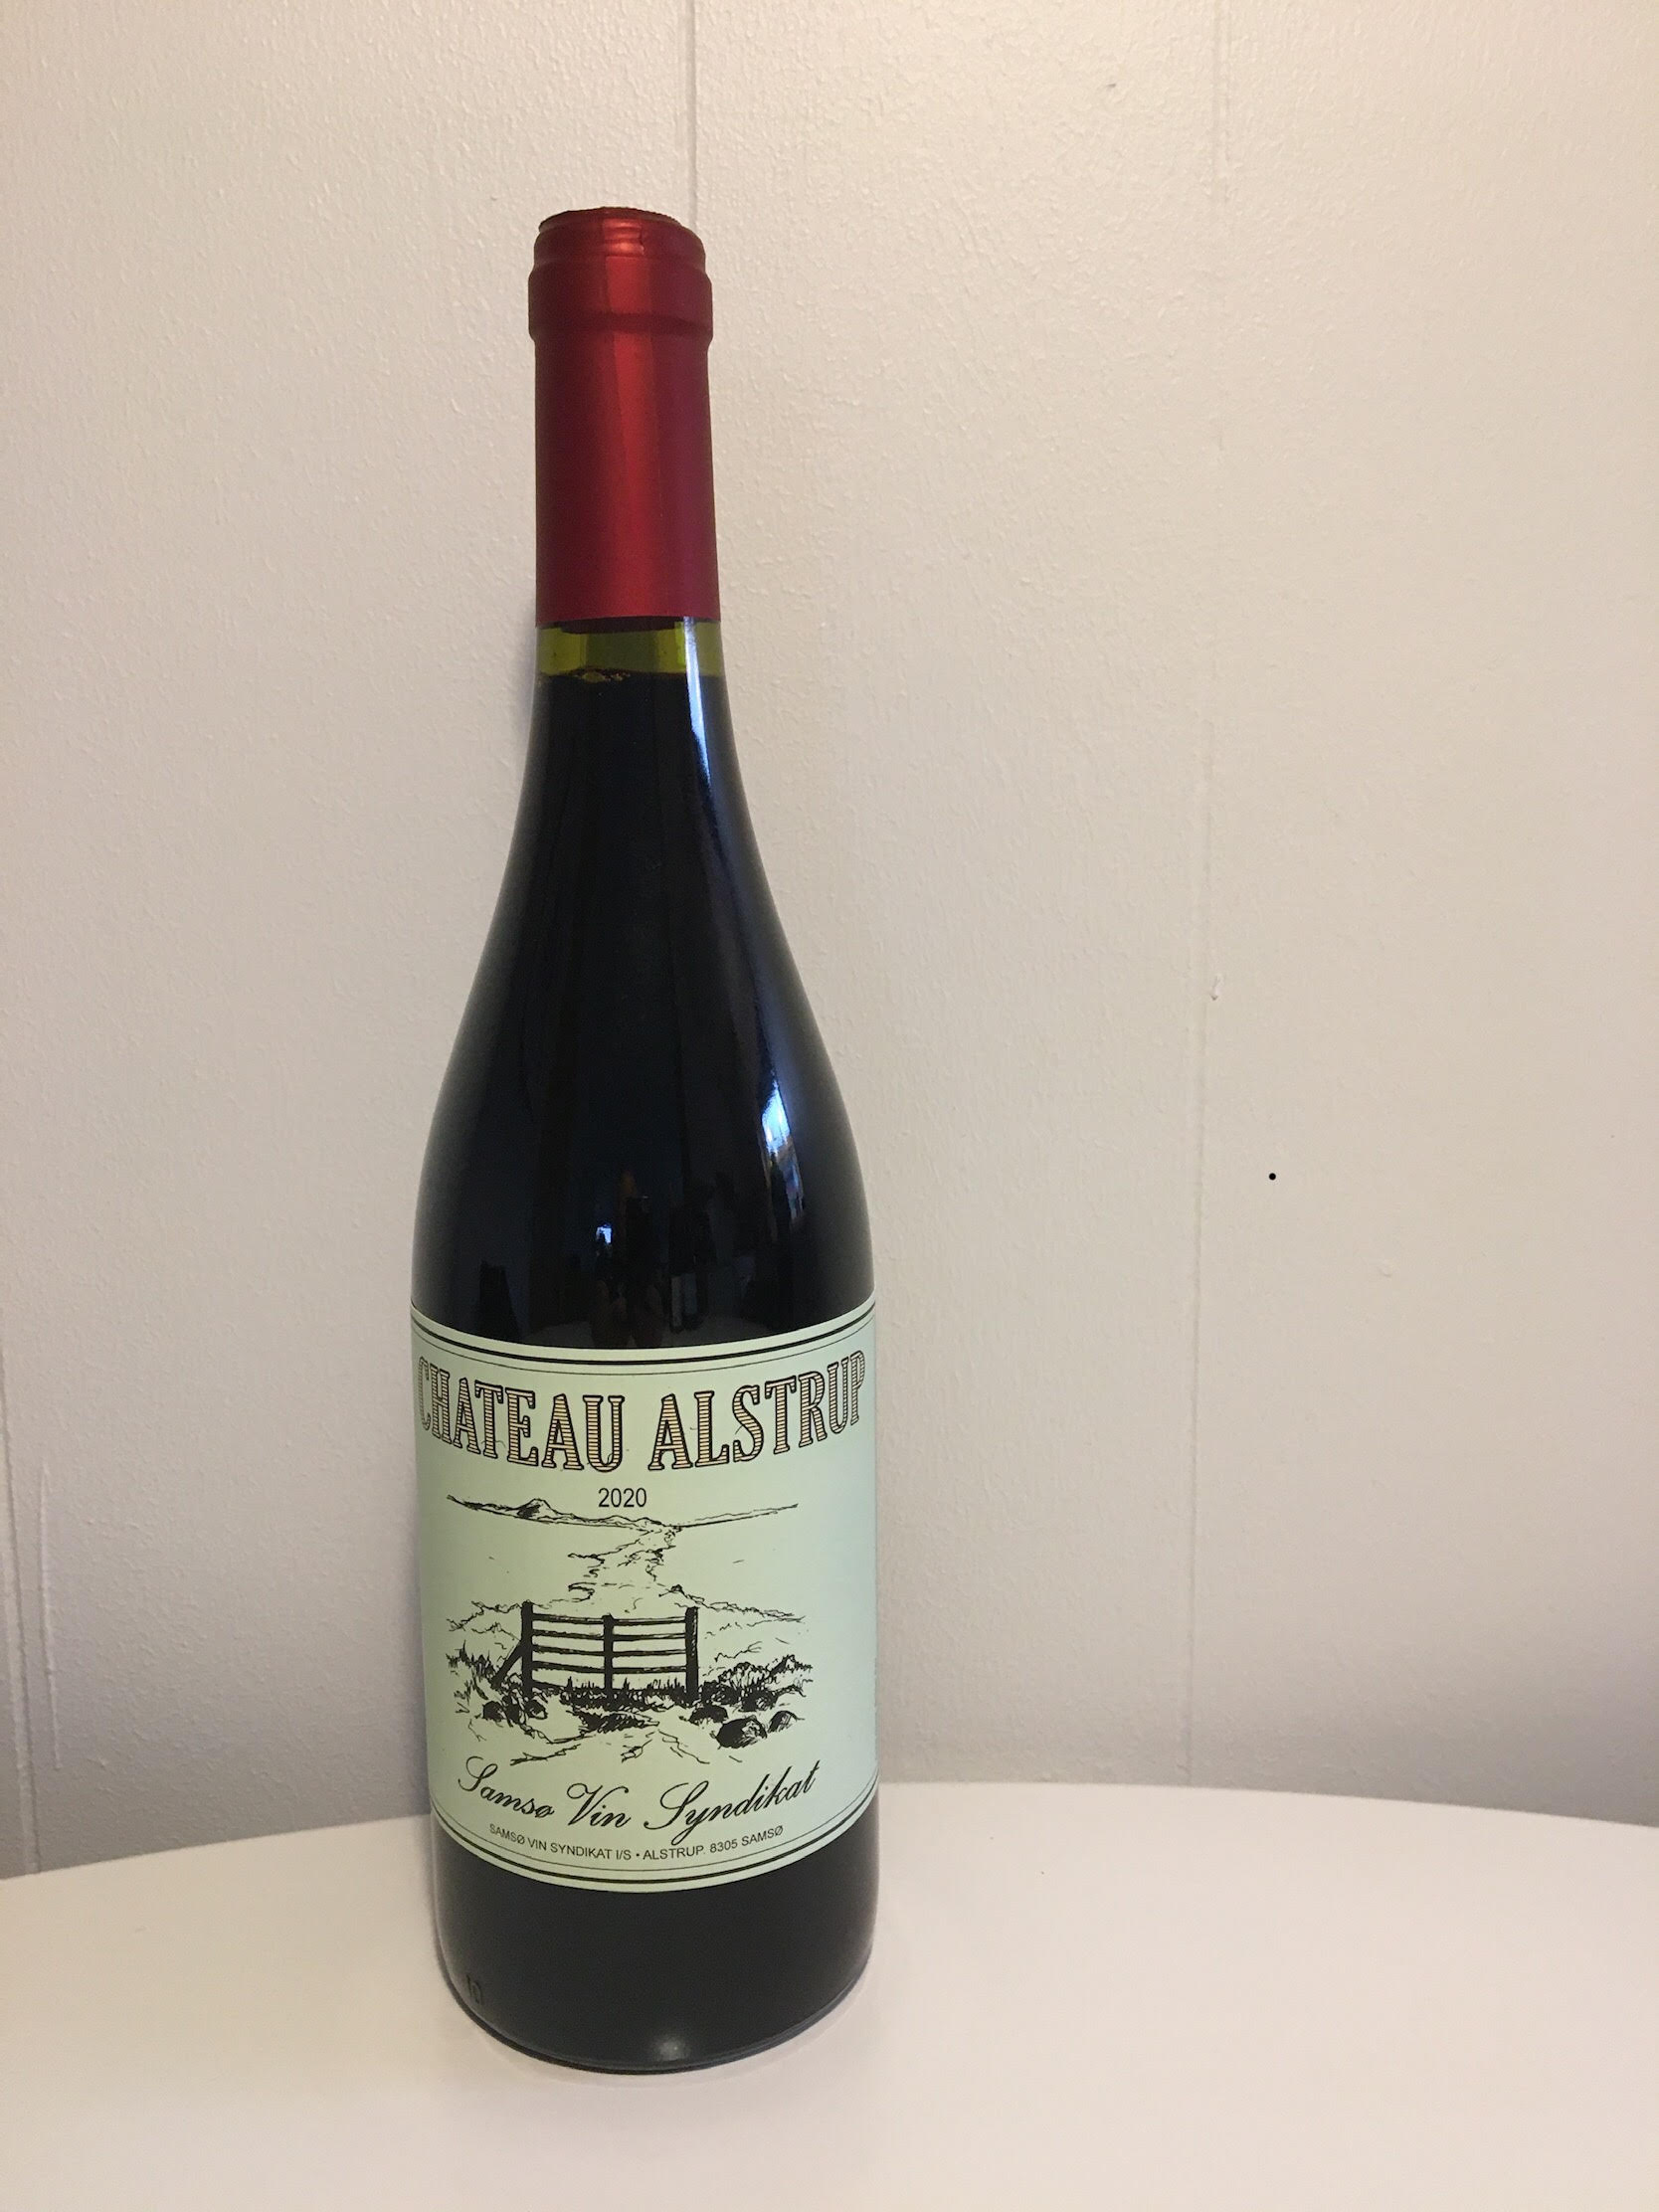 CHATEAU ALSTRUP
2020
Samsø Vin Syndikat
SAMSØ VIN SYNDIKAT I/S • ALSTRUP. 8305 SAMSØ